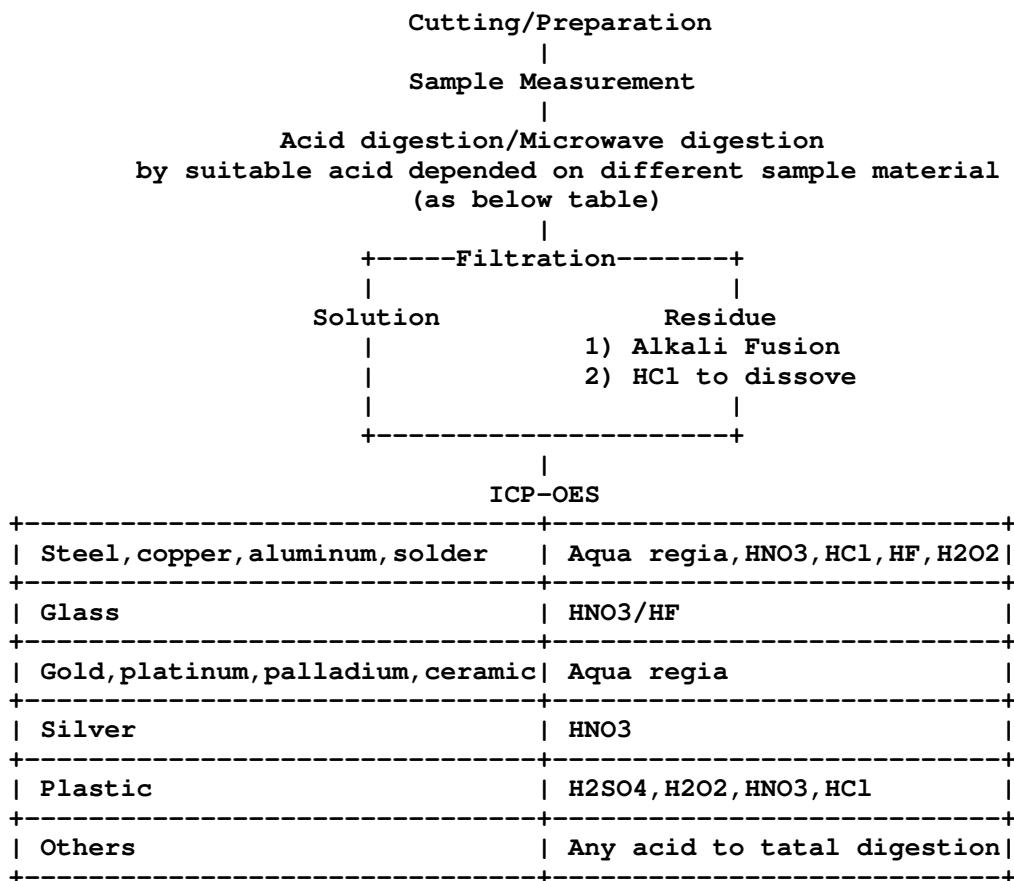 Cutting/Preparation
Sample Measurement
Acid digestion/Microwave digestion
by suitable acid depended on different sample material
(as below table)
Filtration
Solution Residue
1) Alkali Fusion
2) HCl to dissove
ICP-OES
Steel,copper,aluminum,solder Aqua regia,HNO3,HCl,HF,H2O2
Glass HNO3/HF
Gold,platinum,palladium,ceramic Aqua regia
Silver HNO3
Plastic H2SO4,H2O2,HNO3,HCl
Others Any acid to tatal digestion